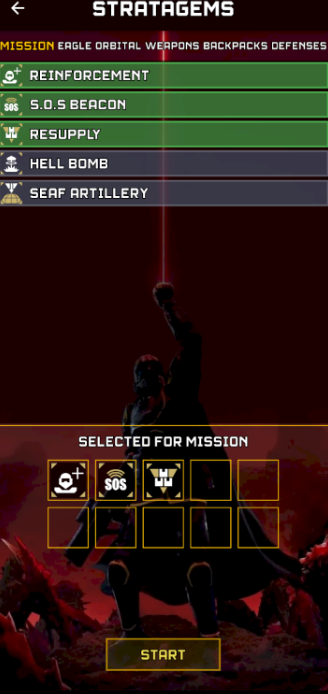 STRATAGEMS
MISSION EAGLE ORBITAL WEAPONS BACKPACKS DEFENSES
REINFORCEMENT
SOS S.O.S BEACON
RESUPPLY
HELL BOMB
SEAF ARTILLERY
SELECTED FOR MISSION
SOS
START